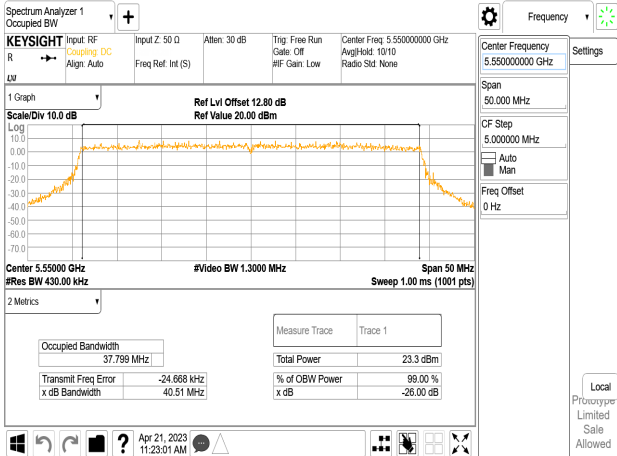 Spectrum Analyzer 1
Occupied BW
Frequency
KEYSIGHT
R
LXI
Input: RF
Coupling: DC
Align: Auto
Input Z: 50 Ω
Freq Ref: Int (S)
Atten: 30 dB
Trig: Free Run
Gate: Off
#IF Gain: Low
Center Freq: 5.550000000 GHz
Avg|Hold: 10/10
Radio Std: None
Center Frequency
5.550000000 GHz
Settings
Span
50.000 MHz
CF Step
5.000000 MHz
Auto
Man
Freq Offset
0 Hz
1 Graph
Scale/Div 10.0 dB
Ref Lvl Offset 12.80 dB
Ref Value 20.00 dBm
Log
10.0
0.00
-10.0
-20.0
-30.0
-40.0
-50.0
-60.0
-70.0
Center 5.55000 GHz
#Video BW 1.3000 MHz
Span 50 MHz
#Res BW 430.00 kHz
Sweep 1.00 ms (1001 pts)
2 Metrics
Measure Trace
Trace 1
Occupied Bandwidth
37.799 MHz
Total Power
23.3 dBm
Transmit Freq Error
-24.668 kHz
% of OBW Power
99.00 %
x dB Bandwidth
40.51 MHz
x dB
-26.00 dB
Local
Prototype
Limited
Sale
Allowed
?
Apr 21, 2023
11:23:01 AM